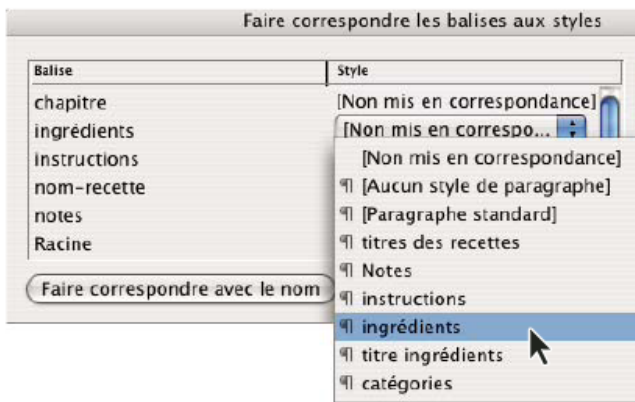 Faire correspondre les balises aux styles
Balise Style
chapitre [Non mis en correspondance]
ingrédients [Non mis en correspo...
instructions [Non mis en correspondance]
nom-recette ¶ [Aucun style de paragraphe]
notes ¶ [Paragraphe standard]
Racine ¶ titres des recettes
¶ Notes
Faire correspondre avec le nom ¶ instructions
¶ ingrédients
¶ titre ingrédients
¶ catégories